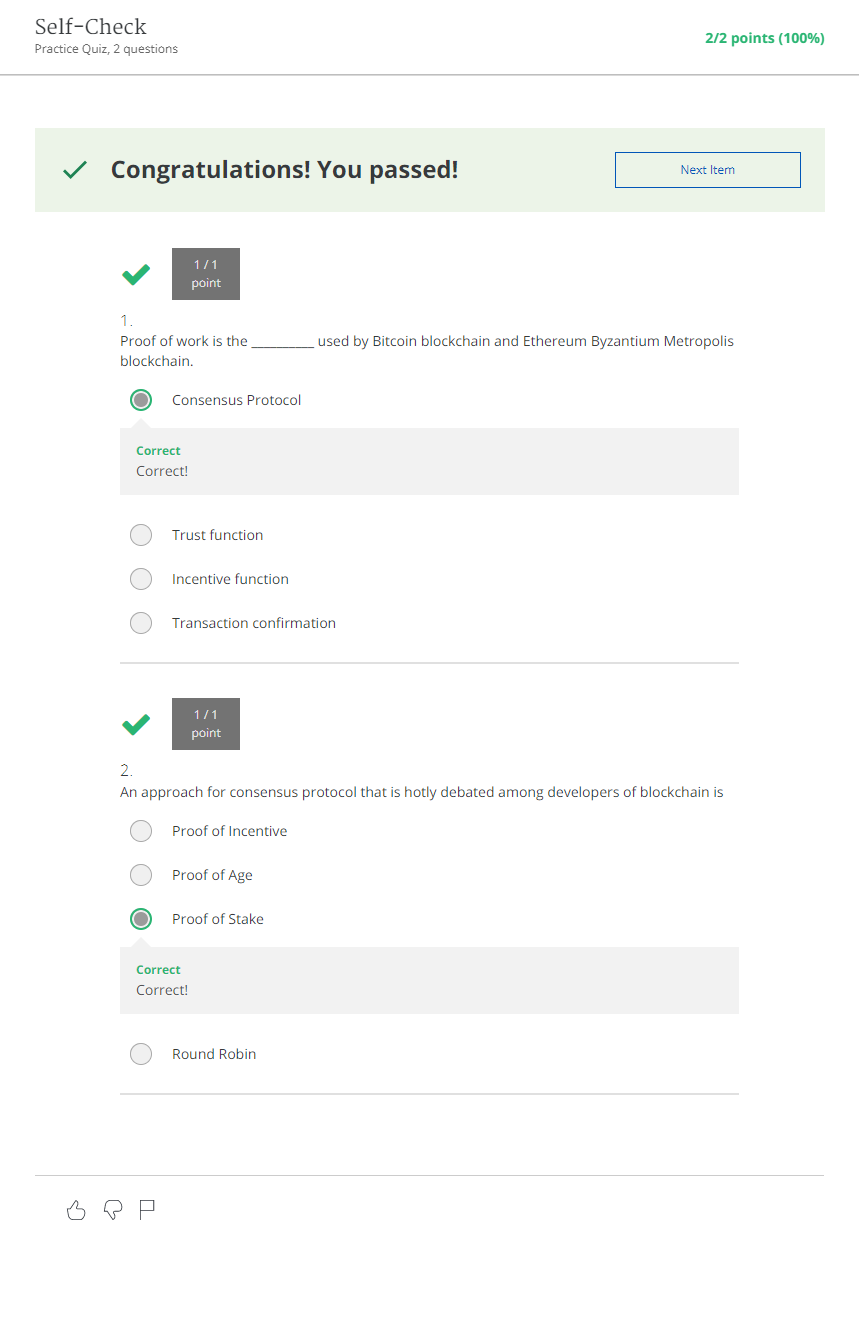 Self-Check
Practice Quiz, 2 questions
2/2 points (100%)
Congratulations! You passed!
Next Item
1 / 1
point
1.
Proof of work is the _________ used by Bitcoin blockchain and Ethereum Byzantium Metropolis
blockchain.
Consensus Protocol
Correct
Correct!
Trust function
Incentive function
Transaction confirmation
1 / 1
point
2.
An approach for consensus protocol that is hotly debated among developers of blockchain is
Proof of Incentive
Proof of Age
Proof of Stake
Correct
Correct!
Round Robin